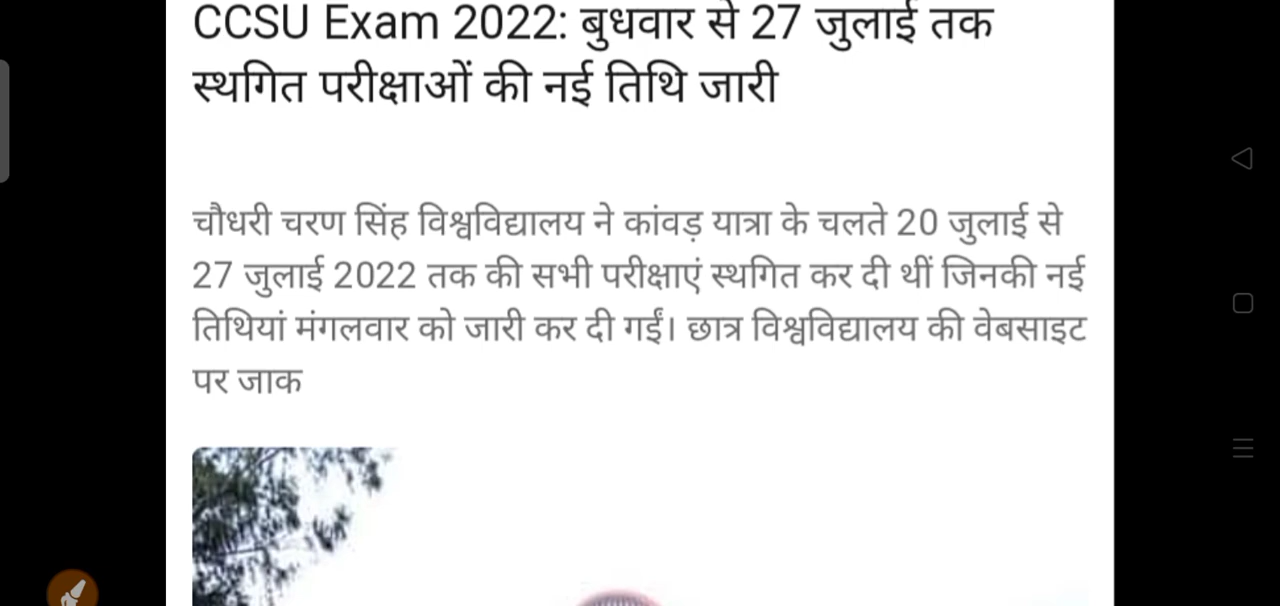 CCSU Exam 2022: बुधवार से 27 जुलाई तक
स्थगित परीक्षाओं की नई तिथि जारी
चौधरी चरण सिंह विश्वविद्यालय ने कांवड़ यात्रा के चलते 20 जुलाई से
27 जुलाई 2022 तक की सभी परीक्षाएं स्थगित कर दी थीं जिनकी नई
तिथियां मंगलवार को जारी कर दी गईं। छात्र विश्वविद्यालय की वेबसाइट
पर जाक